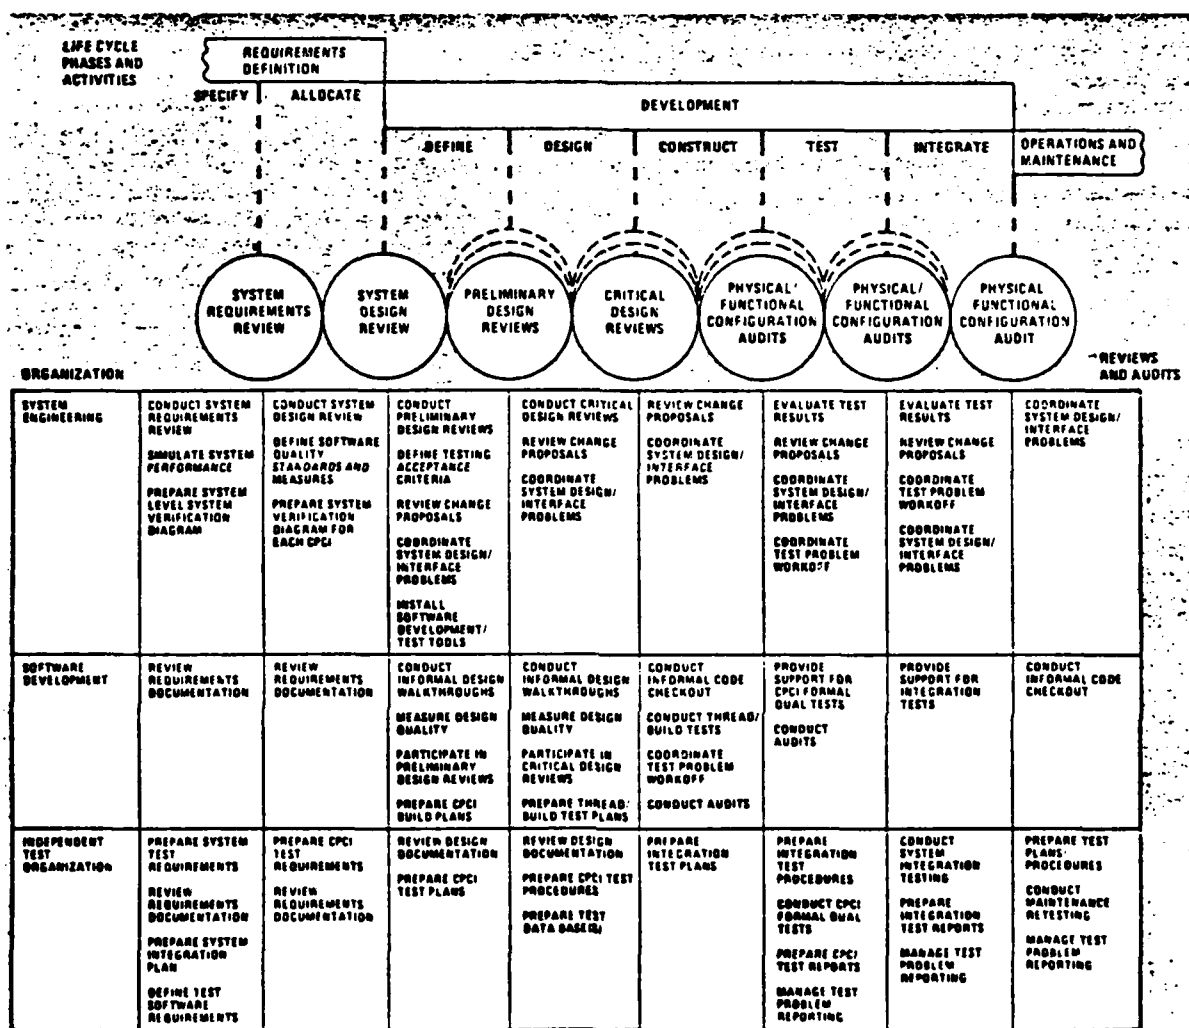 LIFE CYCLE
PHASES AND
ACTIVITIES
REQUIREMENTS
DEFINITION
SPECIFY
ALLOCATE
DEVELOPMENT
DEFINE
DESIGN
CONSTRUCT
TEST
INTEGRATE
OPERATIONS AND
MAINTENANCE
SYSTEM
REQUIREMENTS
REVIEW
SYSTEM
DESIGN
REVIEW
PRELIMINARY
DESIGN
REVIEWS
CRITICAL
DESIGN
REVIEWS
PHYSICAL/
FUNCTIONAL
CONFIGURATION
AUDITS
PHYSICAL/
FUNCTIONAL
CONFIGURATION
AUDITS
PHYSICAL
FUNCTIONAL
CONFIGURATION
AUDIT
REVIEWS
AND AUDITS
ORGANIZATION
SYSTEM
ENGINEERING
CONDUCT SYSTEM
REQUIREMENTS
REVIEW
SIMULATE SYSTEM
PERFORMANCE
PREPARE SYSTEM
LEVEL SYSTEM
VERIFICATION
DIAGRAM
CONDUCT SYSTEM
DESIGN REVIEW
DEFINE SOFTWARE
QUALITY
STANDARDS AND
MEASURES
PREPARE SYSTEM
VERIFICATION
DIAGRAM FOR
EACH CPCI
CONDUCT
PRELIMINARY
DESIGN REVIEWS
DEFINE TESTING
ACCEPTANCE
CRITERIA
REVIEW CHANGE
PROPOSALS
COORDINATE
SYSTEM DESIGN/
INTERFACE
PROBLEMS
INSTALL
SOFTWARE
DEVELOPMENT/
TEST TOOLS
CONDUCT CRITICAL
DESIGN REVIEWS
REVIEW CHANGE
PROPOSALS
COORDINATE
SYSTEM DESIGN/
INTERFACE
PROBLEMS
REVIEW CHANGE
PROPOSALS
COORDINATE
SYSTEM DESIGN/
INTERFACE
PROBLEMS
EVALUATE TEST
RESULTS
REVIEW CHANGE
PROPOSALS
COORDINATE
SYSTEM DESIGN/
INTERFACE
PROBLEMS
COORDINATE
TEST PROBLEM
WORKOFF
EVALUATE TEST
RESULTS
REVIEW CHANGE
PROPOSALS
COORDINATE
TEST PROBLEM
WORKOFF
COORDINATE
SYSTEM DESIGN/
INTERFACE
PROBLEMS
COORDINATE
SYSTEM DESIGN/
INTERFACE
PROBLEMS
SOFTWARE
DEVELOPMENT
REVIEW
REQUIREMENTS
DOCUMENTATION
REVIEW
REQUIREMENTS
DOCUMENTATION
CONDUCT
INFORMAL DESIGN
WALKTHROUGHS
MEASURE DESIGN
QUALITY
PARTICIPATE IN
PRELIMINARY
DESIGN REVIEWS
PREPARE CPCI
BUILD PLANS
CONDUCT
INFORMAL DESIGN
WALKTHROUGHS
MEASURE DESIGN
QUALITY
PARTICIPATE IN
CRITICAL DESIGN
REVIEWS
PREPARE THREAD/
BUILD TEST PLANS
CONDUCT
INFORMAL CODE
CHECKOUT
CONDUCT THREAD/
BUILD TESTS
COORDINATE
TEST PROBLEM
WORKOFF
CONDUCT AUDITS
PROVIDE
SUPPORT FOR
CPCI FORMAL
QUAL TESTS
CONDUCT
AUDITS
PROVIDE
SUPPORT FOR
INTEGRATION
TESTS
CONDUCT
INFORMAL CODE
CHECKOUT
INDEPENDENT
TEST
ORGANIZATION
PREPARE SYSTEM
TEST
REQUIREMENTS
REVIEW
REQUIREMENTS
DOCUMENTATION
PREPARE SYSTEM
INTEGRATION
PLAN
DEFINE TEST
SOFTWARE
REQUIREMENTS
PREPARE CPCI
TEST
REQUIREMENTS
REVIEW
REQUIREMENTS
DOCUMENTATION
REVIEW DESIGN
DOCUMENTATION
PREPARE CPCI
TEST PLANS
REVIEW DESIGN
DOCUMENTATION
PREPARE CPCI TEST
PROCEDURES
PREPARE TEST
DATA BASE(S)
PREPARE
INTEGRATION
TEST PLANS
PREPARE
INTEGRATION
TEST
PROCEDURES
CONDUCT CPCI
FORMAL QUAL
TESTS
PREPARE CPCI
TEST REPORTS
MANAGE TEST
PROBLEM
REPORTING
CONDUCT
SYSTEM
INTEGRATION
TESTING
PREPARE
INTEGRATION
TEST REPORTS
MANAGE TEST
PROBLEM
REPORTING
PREPARE TEST
PLANS/
PROCEDURES
CONDUCT
MAINTENANCE
RETESTING
MANAGE TEST
PROBLEM
REPORTING